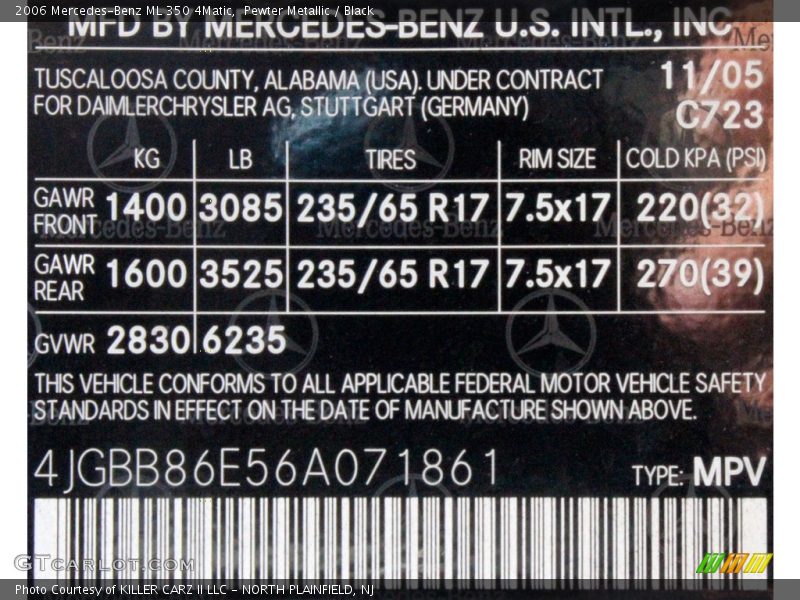 2006 Mercedes-Benz ML 350 4Matic, Pewter Metallic / Black
MFD BY MERCEDES-BENZ U.S. INTL., INC
TUSCALOOSA COUNTY, ALABAMA (USA). UNDER CONTRACT 11/05
FOR DAIMLERCHRYSLER AG, STUTTGART (GERMANY) C723
KG LB TIRES RIM SIZE COLD KPA (PSI)
GAWR FRONT 1400 3085 235/65 R17 7.5x17 220(32)
GAWR REAR 1600 3525 235/65 R17 7.5x17 270(39)
GVWR 2830 6235
THIS VEHICLE CONFORMS TO ALL APPLICABLE FEDERAL MOTOR VEHICLE SAFETY
STANDARDS IN EFFECT ON THE DATE OF MANUFACTURE SHOWN ABOVE.
4JGBB86E56A071861 TYPE: MPV
GTcarlot.com
Photo Courtesy of KILLER CARZ II LLC - NORTH PLAINFIELD, NJ